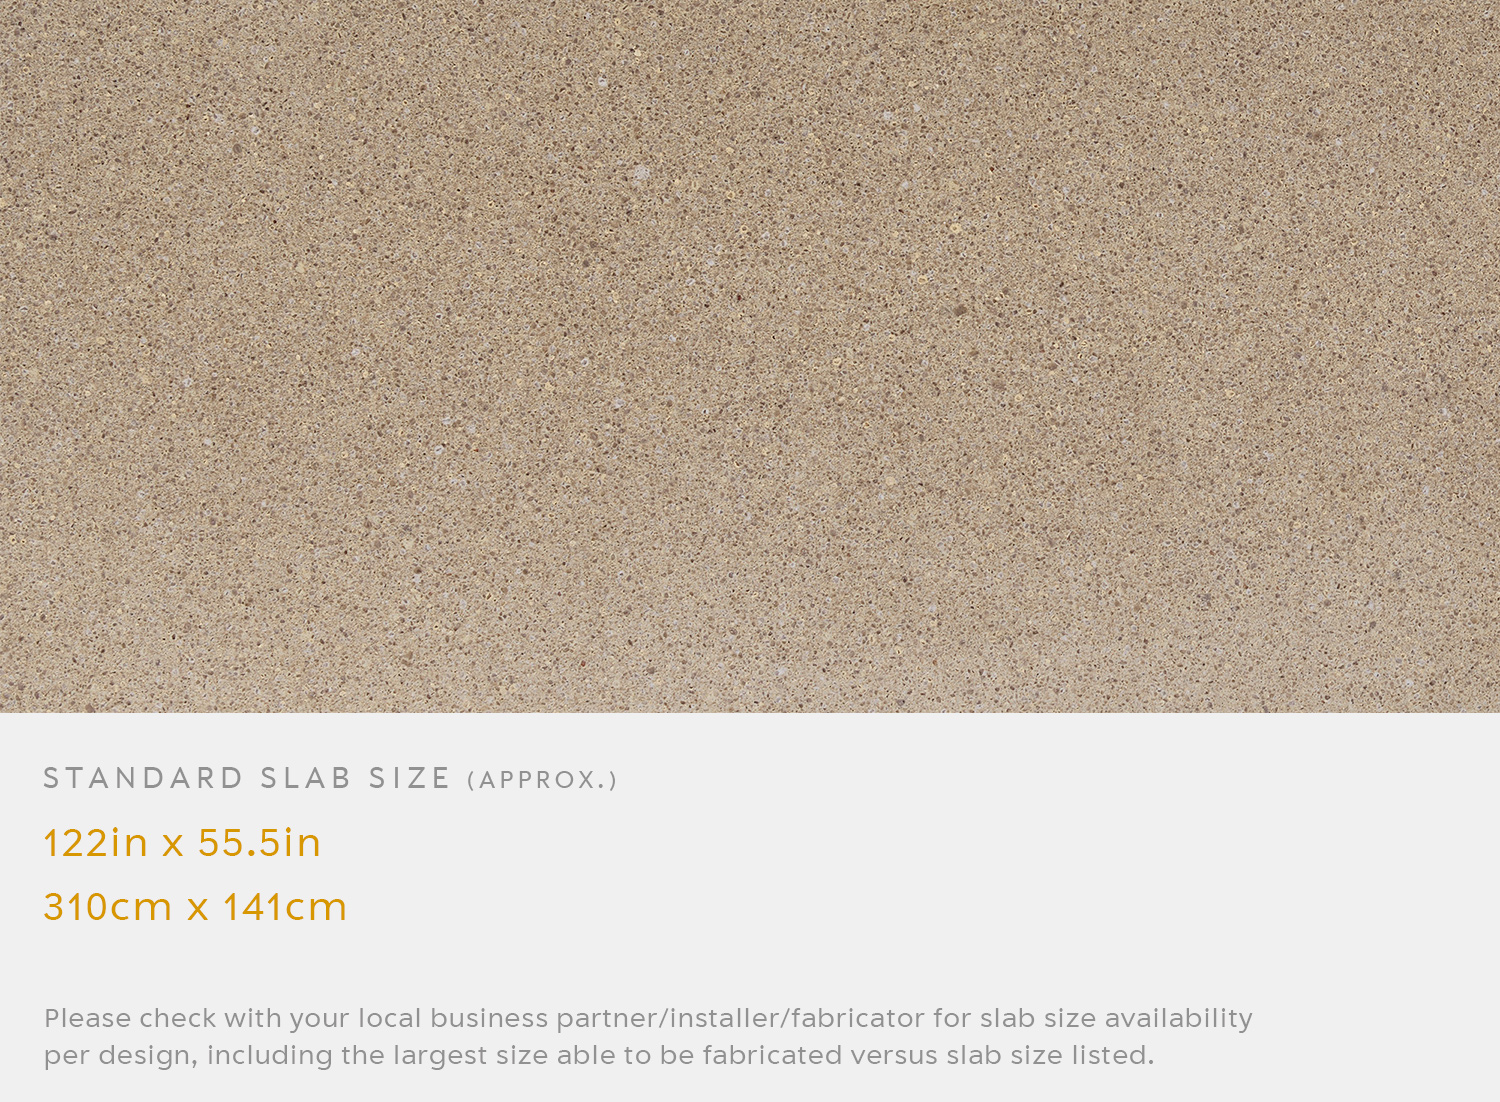 STANDARD SLAB SIZE (APPROX.)
122in x 55.5in
310cm x 141cm
Please check with your local business partner/installer/fabricator for slab size availability
per design, including the largest size able to be fabricated versus slab size listed.